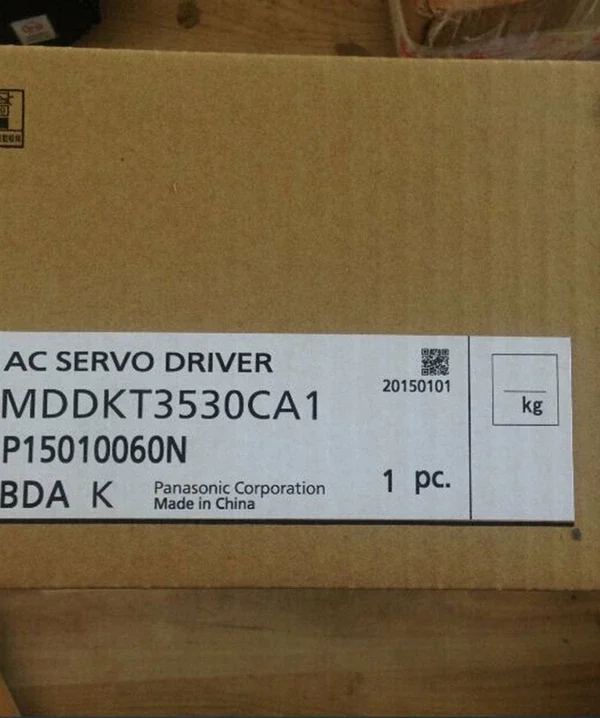 AC SERVO DRIVER
20150101
MDDKT3530CA1
P15010060N
BDA K
Panasonic Corporation
Made in China
1 pc.
kg